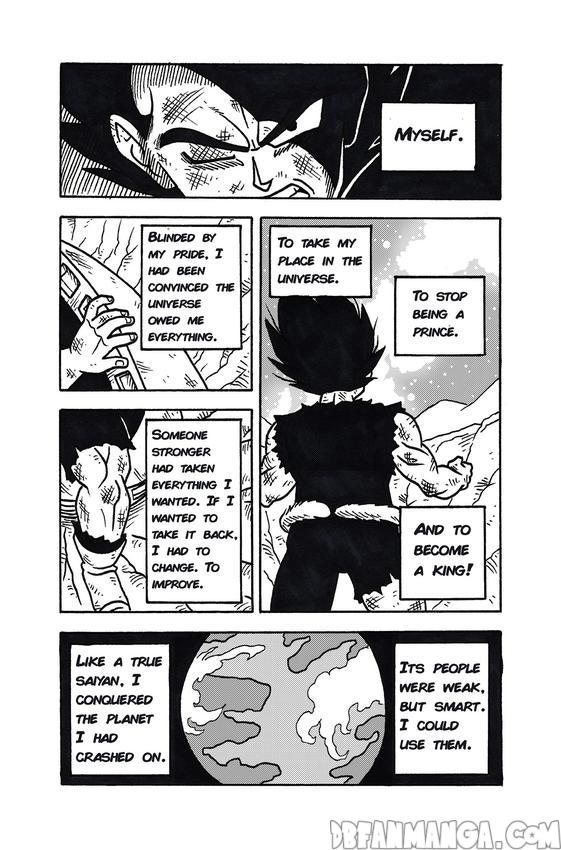 MYSELF.
BLINDED BY
MY PRIDE, I
HAD BEEN
CONVINCED THE
UNIVERSE
OWED ME
EVERYTHING.
SOMEONE
STRONGER
HAD TAKEN
EVERYTHING I
WANTED. IF I
WANTED TO
TAKE IT BACK,
I HAD TO
CHANGE. TO
IMPROVE.
TO TAKE MY
PLACE IN THE
UNIVERSE.
TO STOP
BEING A
PRINCE.
AND TO
BECOME
A KING!
LIKE A TRUE
SAIYAN, I
CONQUERED
THE PLANET
I HAD
CRASHED ON.
ITS PEOPLE
WERE WEAK,
BUT SMART.
I COULD
USE THEM.
DBFANMANGA.COM